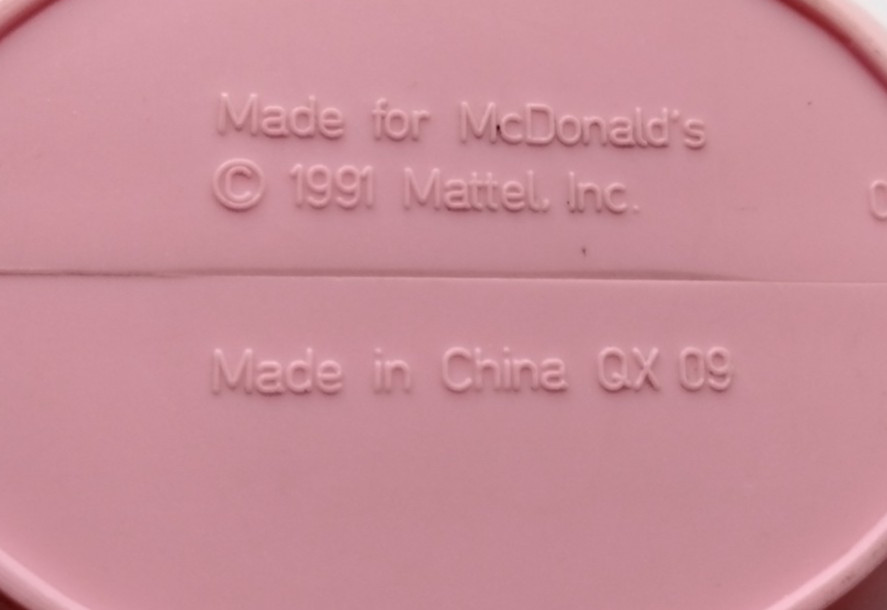 Made for McDonald's
© 1991 Mattel, Inc.
Made in China QX 09